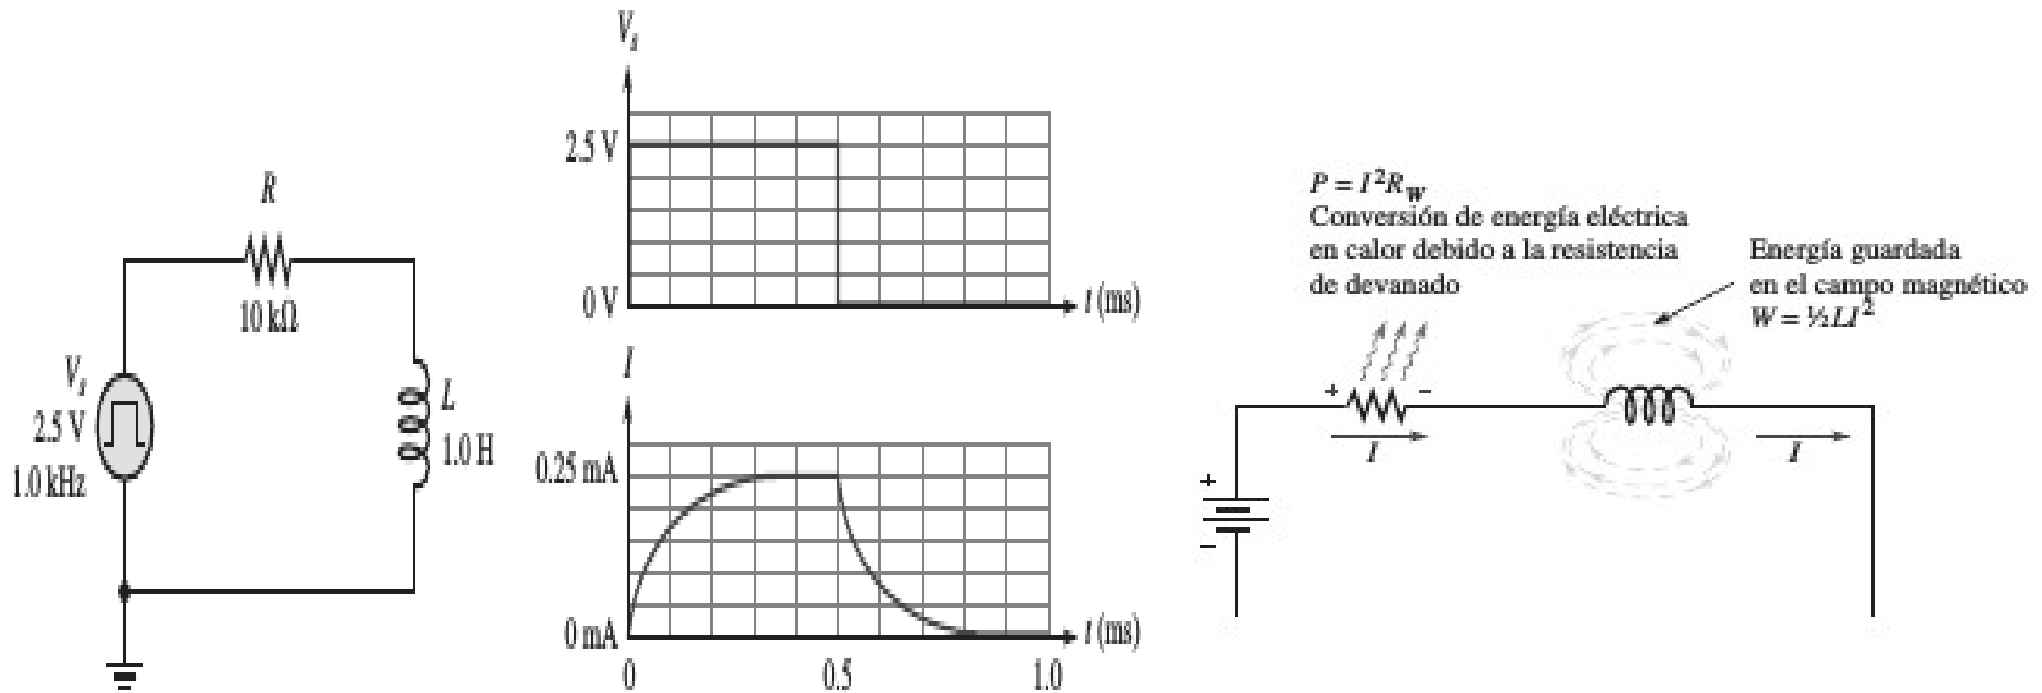 R
10 kΩ
V_s
2.5 V
1.0 kHz
L
1.0 H
V_s
2.5 V
0 V
t (ms)
I
0.25 mA
0 mA
t (ms)
0
0.5
1.0
P = I²R_W
Conversión de energía eléctrica
en calor debido a la resistencia
de devanado
Energía guardada
en el campo magnético
W = ½LI²
+
−
I
I
+
−